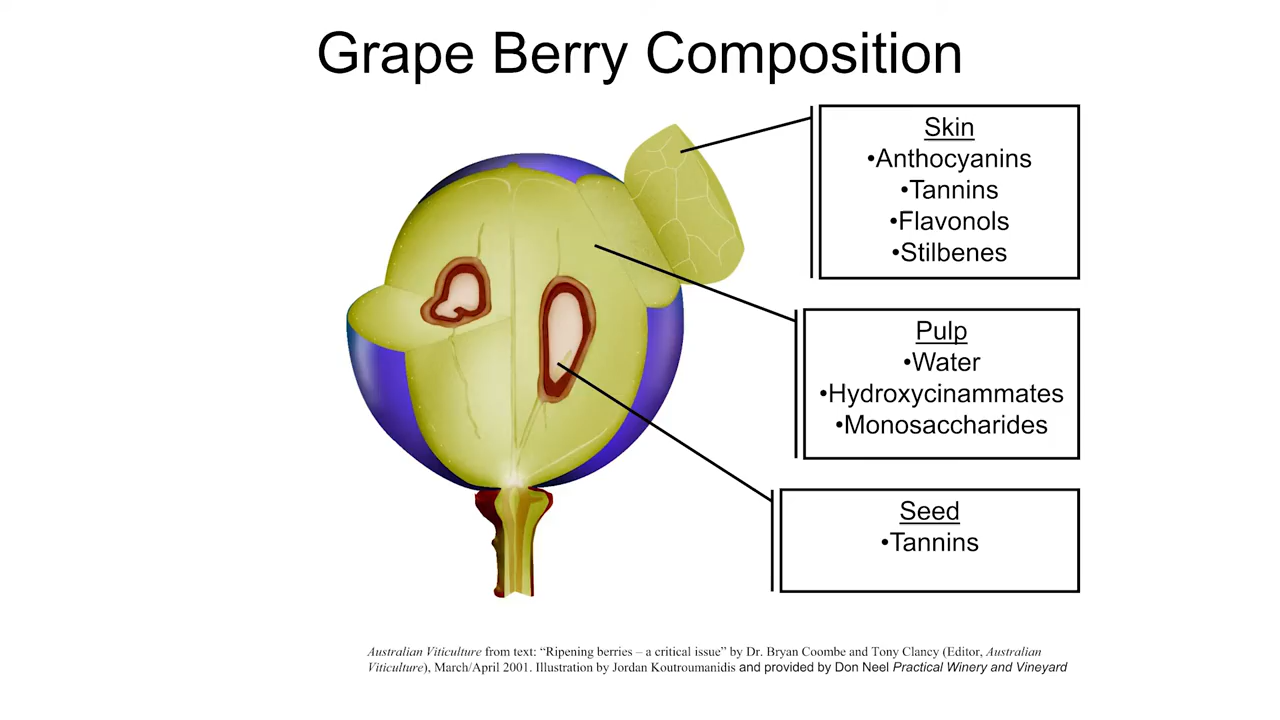 Grape Berry Composition
Skin
•Anthocyanins
•Tannins
•Flavonols
•Stilbenes
Pulp
•Water
•Hydroxycinammates
•Monosaccharides
Seed
•Tannins
Australian Viticulture from text: “Ripening berries – a critical issue” by Dr. Bryan Coombe and Tony Clancy (Editor, Australian
Viticulture), March/April 2001. Illustration by Jordan Koutroumanidis and provided by Don Neel Practical Winery and Vineyard